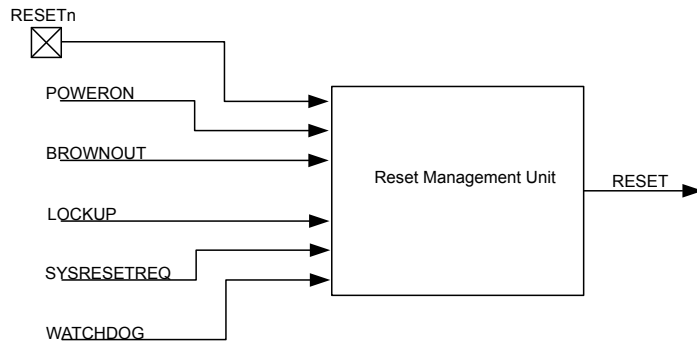 RESETn
POWERON
BROWNOUT
LOCKUP
SYSRESETREQ
WATCHDOG
Reset Management Unit
RESET